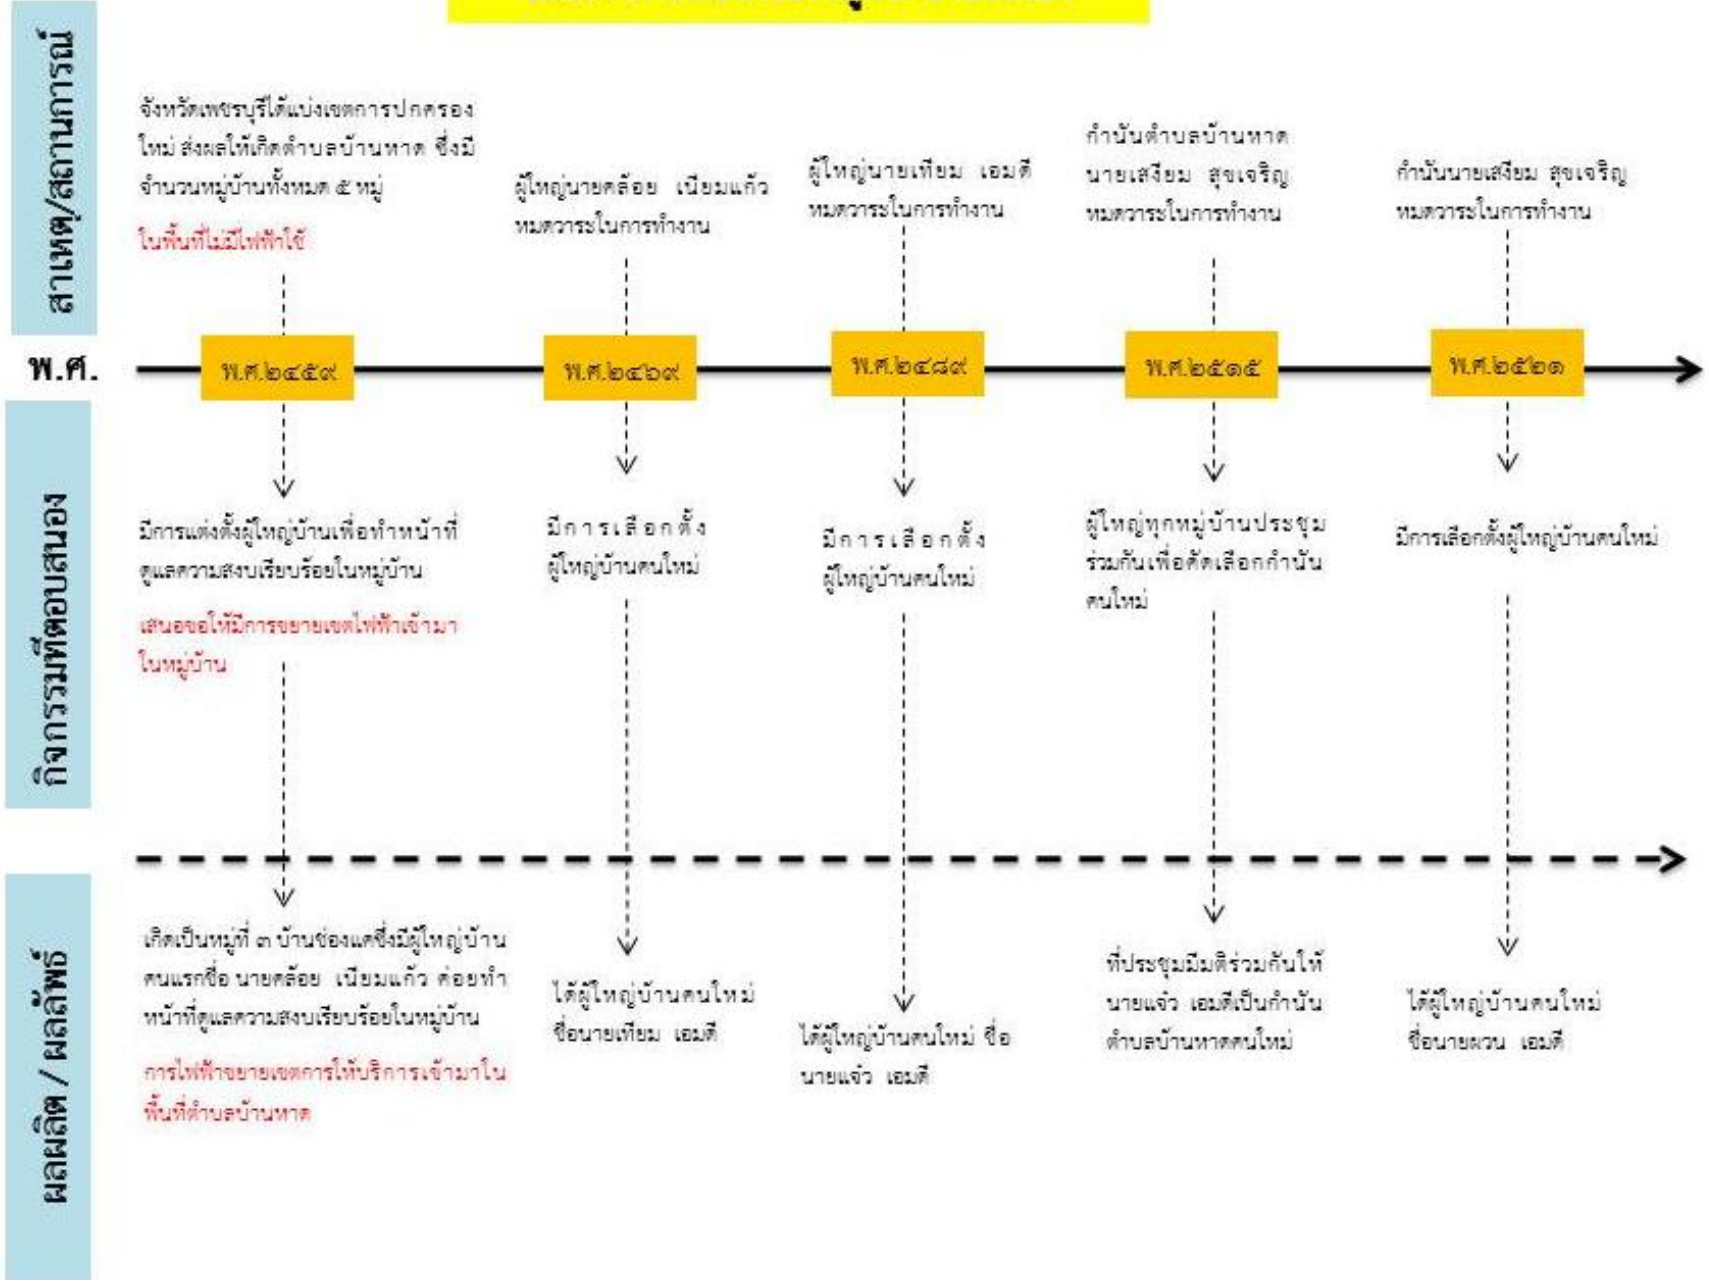 สาเหตุ/สถานการณ์
จังหวัดเพชรบุรีได้แบ่งเขตการปกครอง
ใหม่ ส่งผลให้เกิดตำบลบ้านหาด ซึ่งมี
จำนวนหมู่บ้านทั้งหมด ๕ หมู่
ในพื้นที่ไม่มีไฟฟ้าใช้
ผู้ใหญ่นายคล้อย เนียมแก้ว
หมดวาระในการทำงาน
ผู้ใหญ่นายเทียม เอมดี
หมดวาระในการทำงาน
กำนันตำบลบ้านหาด
นายเสงียม สุขเจริญ
หมดวาระในการทำงาน
กำนันนายเสงียม สุขเจริญ
หมดวาระในการทำงาน
พ.ศ.
พ.ศ.๒๔๕๙
พ.ศ.๒๔๖๙
พ.ศ.๒๔๘๙
พ.ศ.๒๕๑๕
พ.ศ.๒๕๒๑
กิจกรรมที่ตอบสนอง
มีการแต่งตั้งผู้ใหญ่บ้านเพื่อทำหน้าที่
ดูแลความสงบเรียบร้อยในหมู่บ้าน
เสนอขอให้มีการขยายเขตไฟฟ้าเข้ามา
ในหมู่บ้าน
มีการเลือกตั้ง
ผู้ใหญ่บ้านคนใหม่
มีการเลือกตั้ง
ผู้ใหญ่บ้านคนใหม่
ผู้ใหญ่ทุกหมู่บ้านประชุม
ร่วมกันเพื่อคัดเลือกกำนัน
คนใหม่
มีการเลือกตั้งผู้ใหญ่บ้านคนใหม่
ผลผลิต / ผลลัพธ์
เกิดเป็นหมู่ที่ ๓ บ้านช่องแคซึ่งมีผู้ใหญ่บ้าน
คนแรกชื่อ นายคล้อย เนียมแก้ว ค่อยทำ
หน้าที่ดูแลความสงบเรียบร้อยในหมู่บ้าน
การไฟฟ้าขยายเขตการให้บริการเข้ามาใน
พื้นที่ตำบลบ้านหาด
ได้ผู้ใหญ่บ้านคนใหม่
ชื่อนายเทียม เอมดี
ได้ผู้ใหญ่บ้านคนใหม่ ชื่อ
นายแจ๋ว เอมดี
ที่ประชุมมีมติร่วมกันให้
นายแจ๋ว เอมดีเป็นกำนัน
ตำบลบ้านหาดคนใหม่
ได้ผู้ใหญ่บ้านคนใหม่
ชื่อนายผวน เอมดี